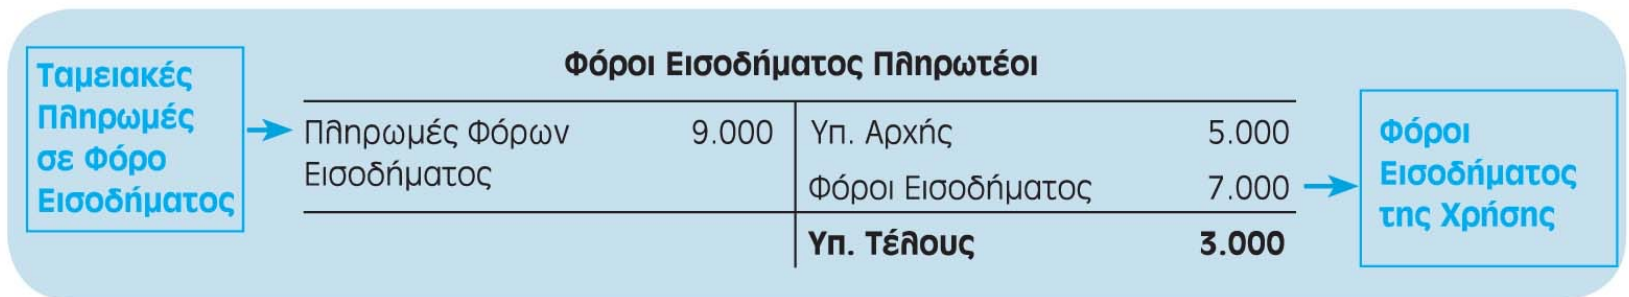 Φόροι Εισοδήματος Πληρωτέοι
Ταμειακές
Πληρωμές
σε Φόρο
Εισοδήματος
Πληρωμές Φόρων 9.000
Εισοδήματος
Υπ. Αρχής 5.000
Φόροι Εισοδήματος 7.000
Υπ. Τέλους 3.000
Φόροι
Εισοδήματος
της Χρήσης